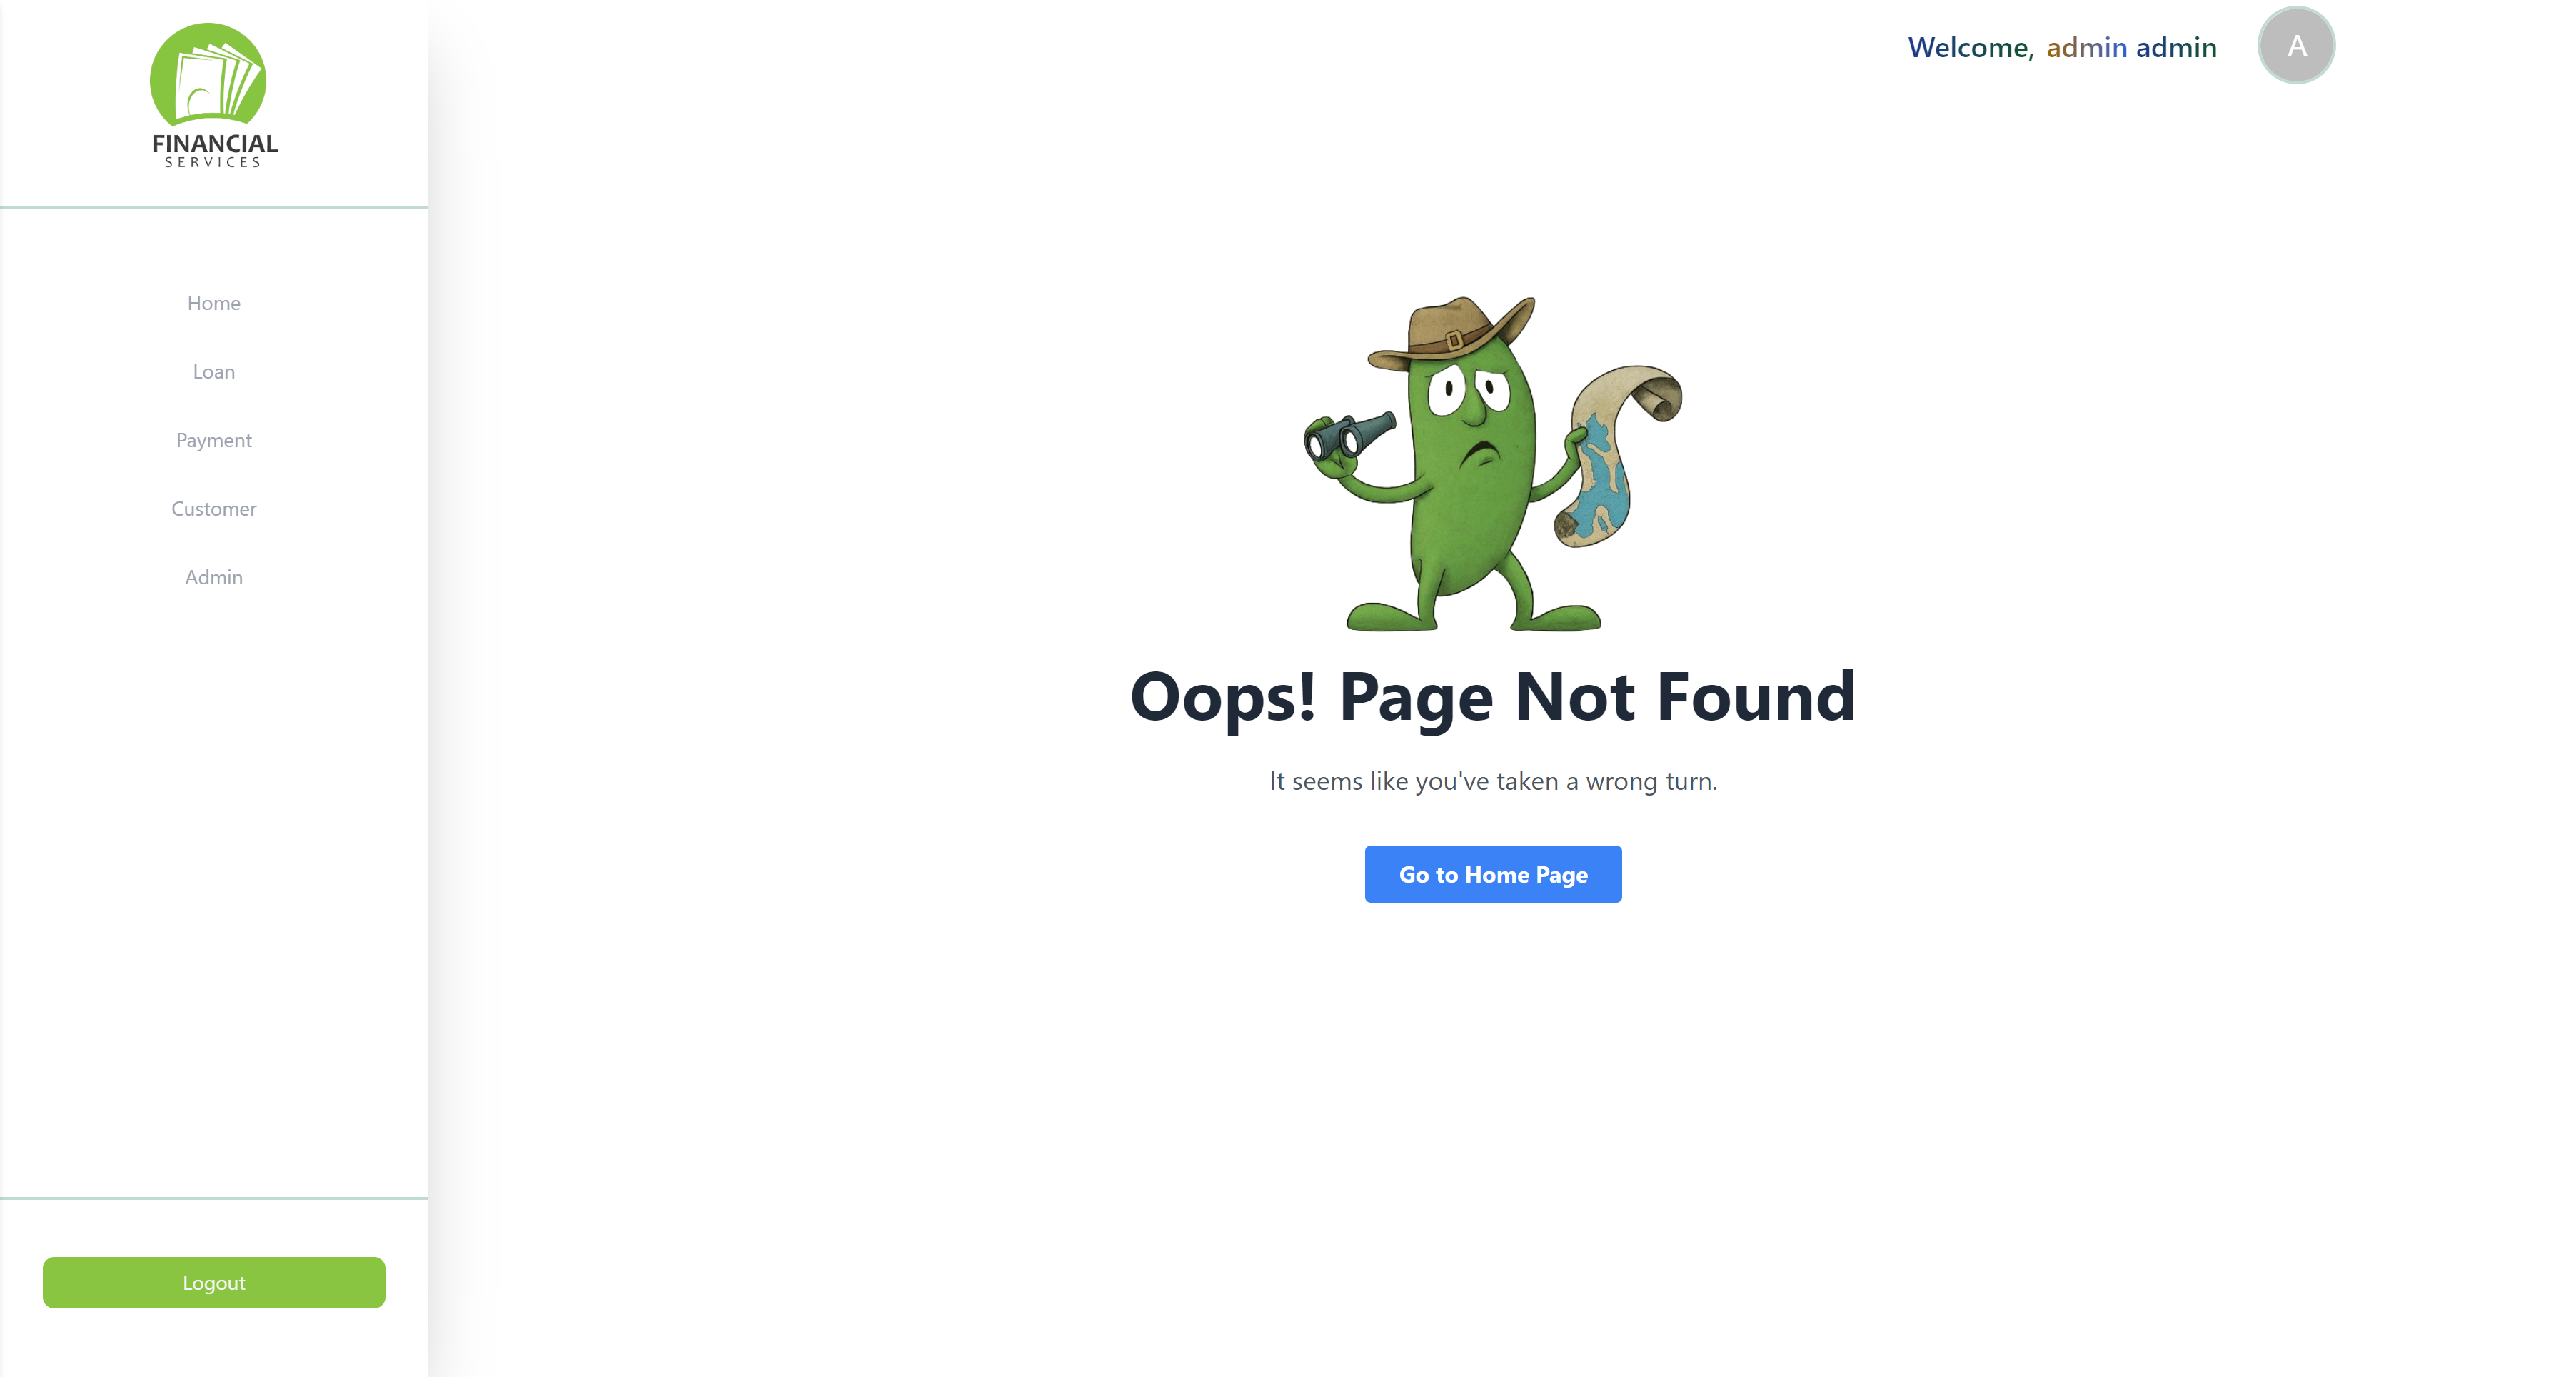 FINANCIAL
SERVICES
Home
Loan
Payment
Customer
Admin
Logout
Welcome, admin admin
A
Oops! Page Not Found
It seems like you've taken a wrong turn.
Go to Home Page